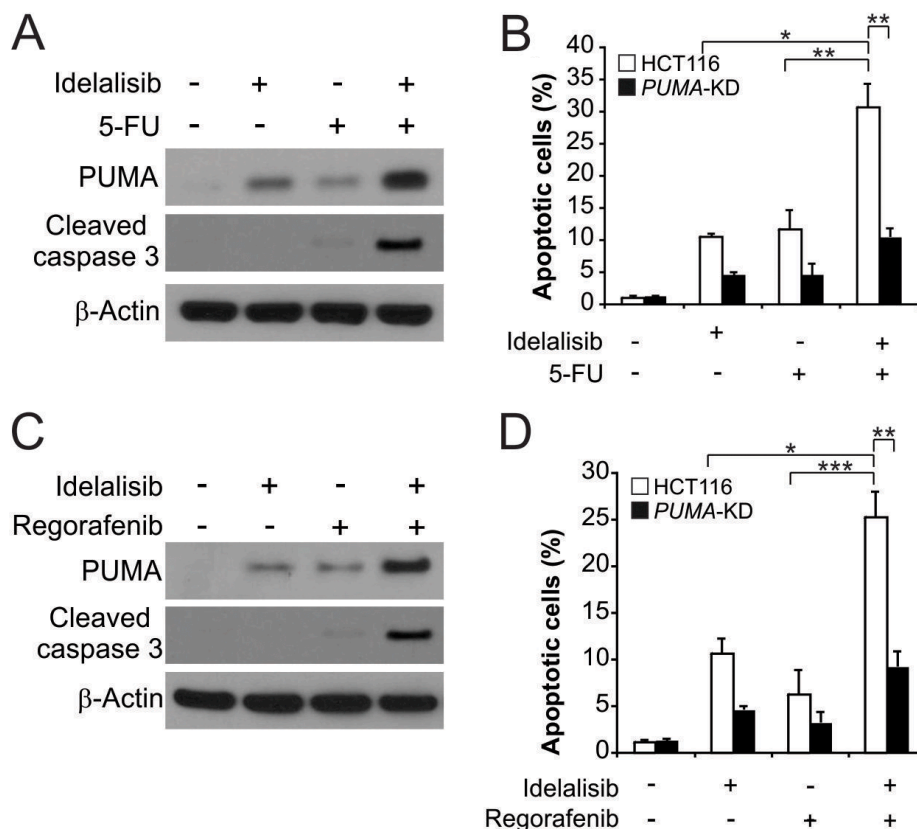 A
Idelalisib - + - +
5-FU - - + +
PUMA
Cleaved
caspase 3
β-Actin
B
* ** **
HCT116
PUMA-KD
Apoptotic cells (%)
40
35
30
25
20
15
10
5
0
Idelalisib - + - +
5-FU - - + +
C
Idelalisib - + - +
Regorafenib - - + +
PUMA
Cleaved
caspase 3
β-Actin
D
* *** **
HCT116
PUMA-KD
Apoptotic cells (%)
30
25
20
15
10
5
0
Idelalisib - + - +
Regorafenib - - + +